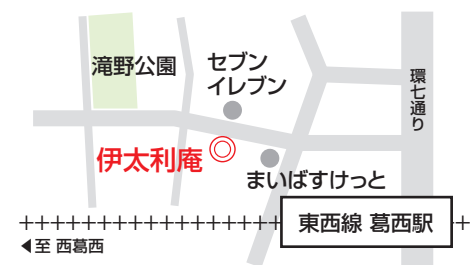 滝野公園
セブン
イレブン
環七通り
伊太利庵
まいばすけっと
東西線 葛西駅
◀至 西葛西